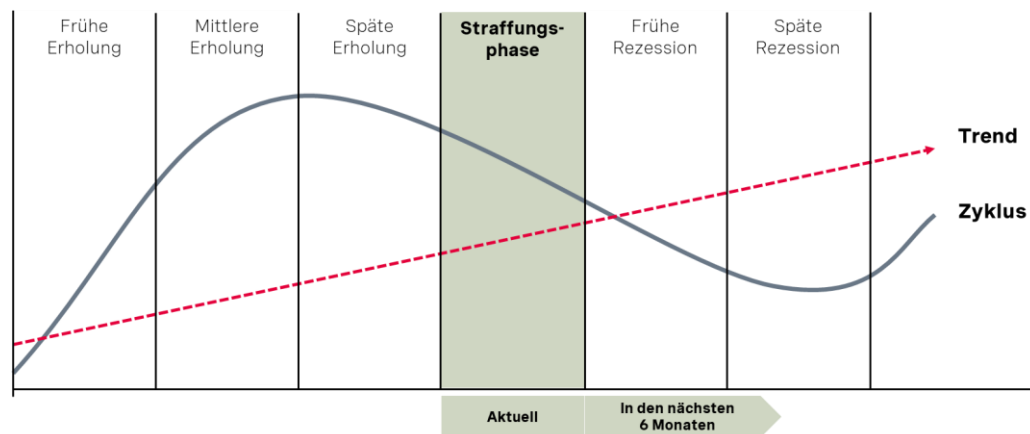 Frühe
Erholung
Mittlere
Erholung
Späte
Erholung
Straffungs-
phase
Frühe
Rezession
Späte
Rezession
Trend
Zyklus
Aktuell
In den nächsten
6 Monaten